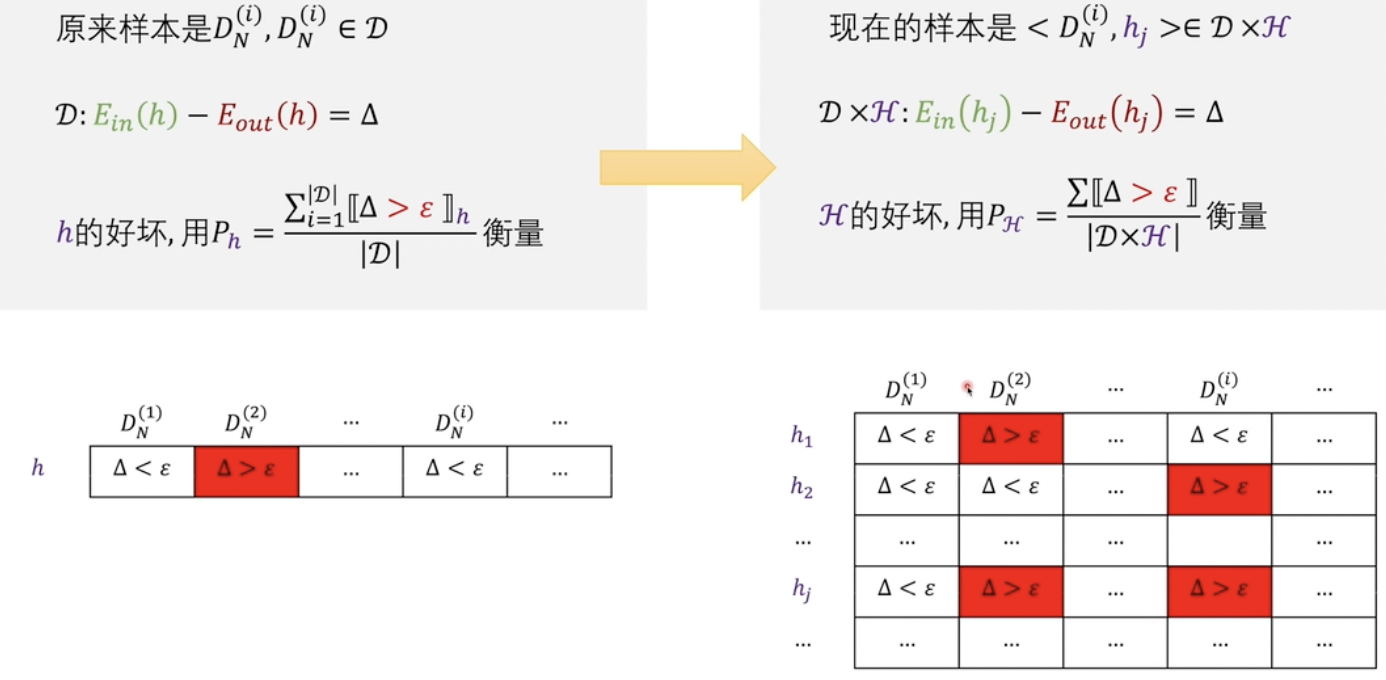 原来样本是$D_N^{(i)}, D_N^{(i)} \in \mathcal{D}$
$\mathcal{D}: E_{in}(h) - E_{out}(h) = \Delta$
$h$的好坏, 用$P_h = \frac{\sum_{i=1}^{|\mathcal{D}|} ⟦\Delta > \varepsilon⟧_h}{|\mathcal{D}|}$衡量
现在的样本是$< D_N^{(i)}, h_j > \in \mathcal{D} \times \mathcal{H}$
$\mathcal{D} \times \mathcal{H}: E_{in}(h_j) - E_{out}(h_j) = \Delta$
$\mathcal{H}$的好坏, 用$P_{\mathcal{H}} = \frac{\sum ⟦\Delta > \varepsilon⟧}{|\mathcal{D} \times \mathcal{H}|}$衡量
$D_N^{(1)}$ $D_N^{(2)}$ ... $D_N^{(i)}$ ...
$h$ $\Delta < \varepsilon$ $\Delta > \varepsilon$ ... $\Delta < \varepsilon$ ...
$D_N^{(1)}$ $D_N^{(2)}$ ... $D_N^{(i)}$ ...
$h_1$ $\Delta < \varepsilon$ $\Delta > \varepsilon$ ... $\Delta < \varepsilon$ ...
$h_2$ $\Delta < \varepsilon$ $\Delta < \varepsilon$ ... $\Delta > \varepsilon$ ...
... ... ... ... ...
$h_j$ $\Delta < \varepsilon$ $\Delta > \varepsilon$ ... $\Delta > \varepsilon$ ...
... ... ... ... ... ...